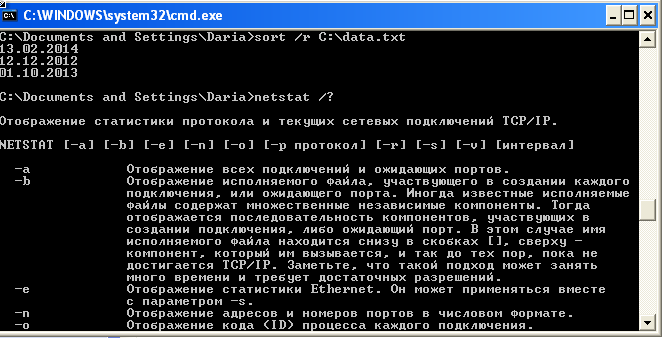 C:\WINDOWS\system32\cmd.exe
C:\Documents and Settings\Daria>sort /r C:\data.txt
13.02.2014
12.12.2012
01.10.2013
C:\Documents and Settings\Daria>netstat /?
Отображение статистики протокола и текущих сетевых подключений TCP/IP.
NETSTAT [-a] [-b] [-e] [-n] [-o] [-p протокол] [-r] [-s] [-v] [интервал]
-a Отображение всех подключений и ожидающих портов.
-b Отображение исполняемого файла, участвующего в создании каждого
подключения, или ожидающего порта. Иногда известные исполняемые
файлы содержат множественные независимые компоненты. Тогда
отображается последовательность компонентов, участвующих в
создании подключения, либо ожидающий порт. В этом случае имя
исполняемого файла находится снизу в скобках [], сверху -
компонент, который им вызывается, и так до тех пор, пока не
достигается TCP/IP. Заметьте, что такой подход может занять
много времени и требует достаточных разрешений.
-e Отображение статистики Ethernet. Он может применяться вместе
с параметром -s.
-n Отображение адресов и номеров портов в числовом формате.
-o Отображение кода (ID) процесса каждого подключения.